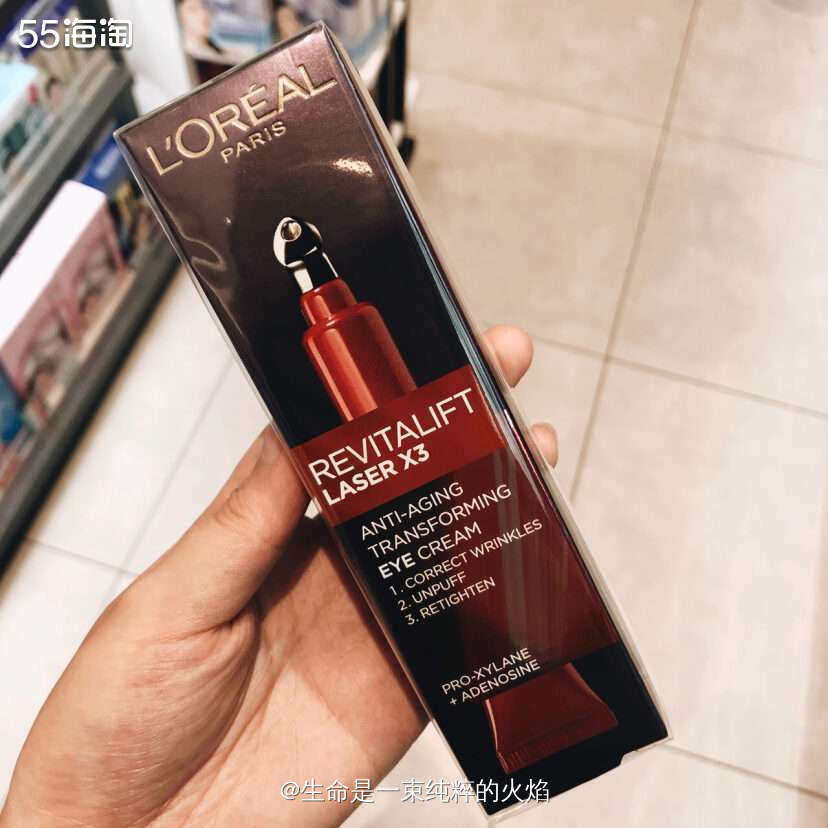 55海淘
L'ORÉAL
PARIS
REVITALIFT
LASER X3
ANTI-AGING
TRANSFORMING
EYE CREAM
1. CORRECT WRINKLES
2. UNPUFF
3. RETIGHTEN
PRO-XYLANE
+ ADENOSINE
@生命是一束纯粹的火焰